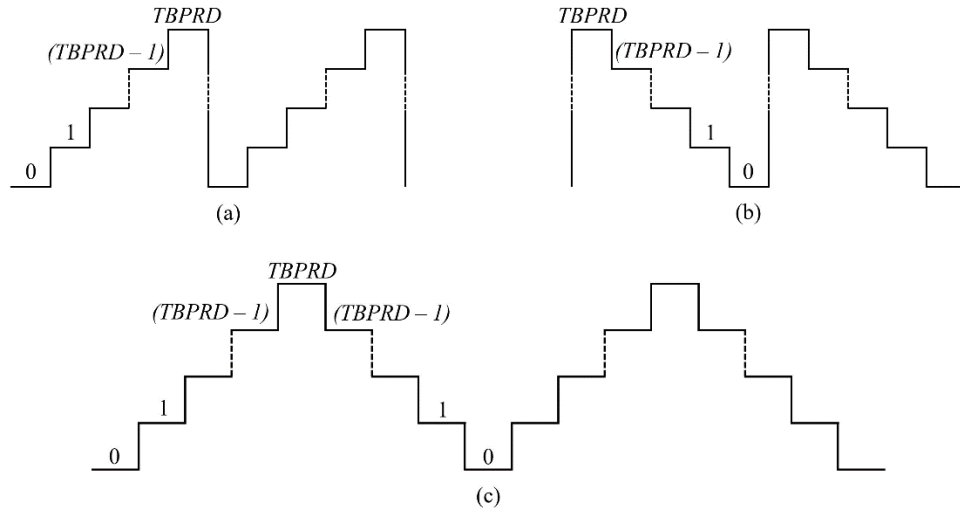 TBPRD
(TBPRD – 1)
1
0
(a)
TBPRD
(TBPRD – 1)
1
0
(b)
TBPRD
(TBPRD – 1)
(TBPRD – 1)
1
1
0
0
(c)